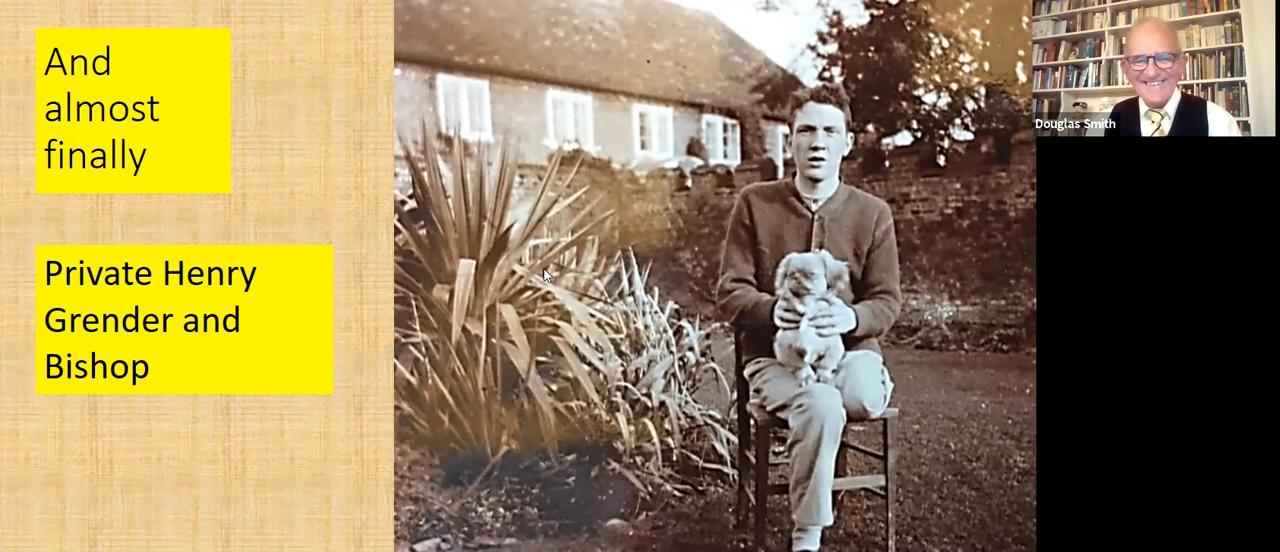 And
almost
finally
Private Henry
Grender and
Bishop
Douglas Smith